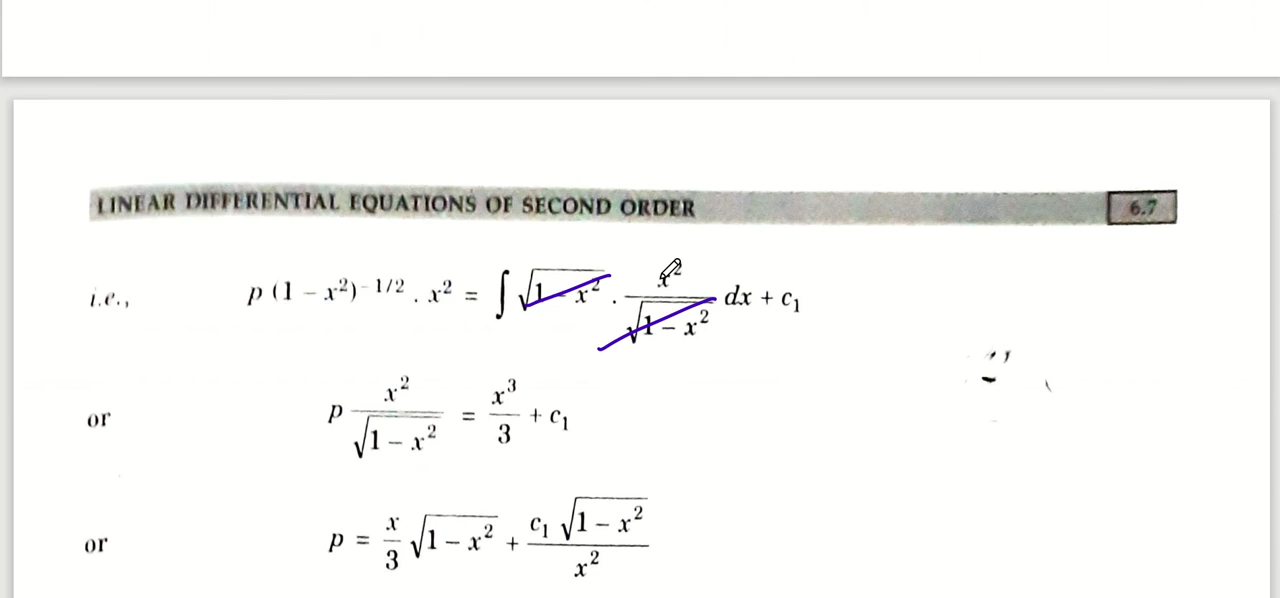 LINEAR DIFFERENTIAL EQUATIONS OF SECOND ORDER 6.7
i.e., p (1 − x²)^{−1/2} . x² = ∫ √(1 − x²) . x²/√(1 − x²) dx + c₁
or p x²/√(1 − x²) = x³/3 + c₁
or p = x/3 √(1 − x²) + c₁ √(1 − x²)/x²